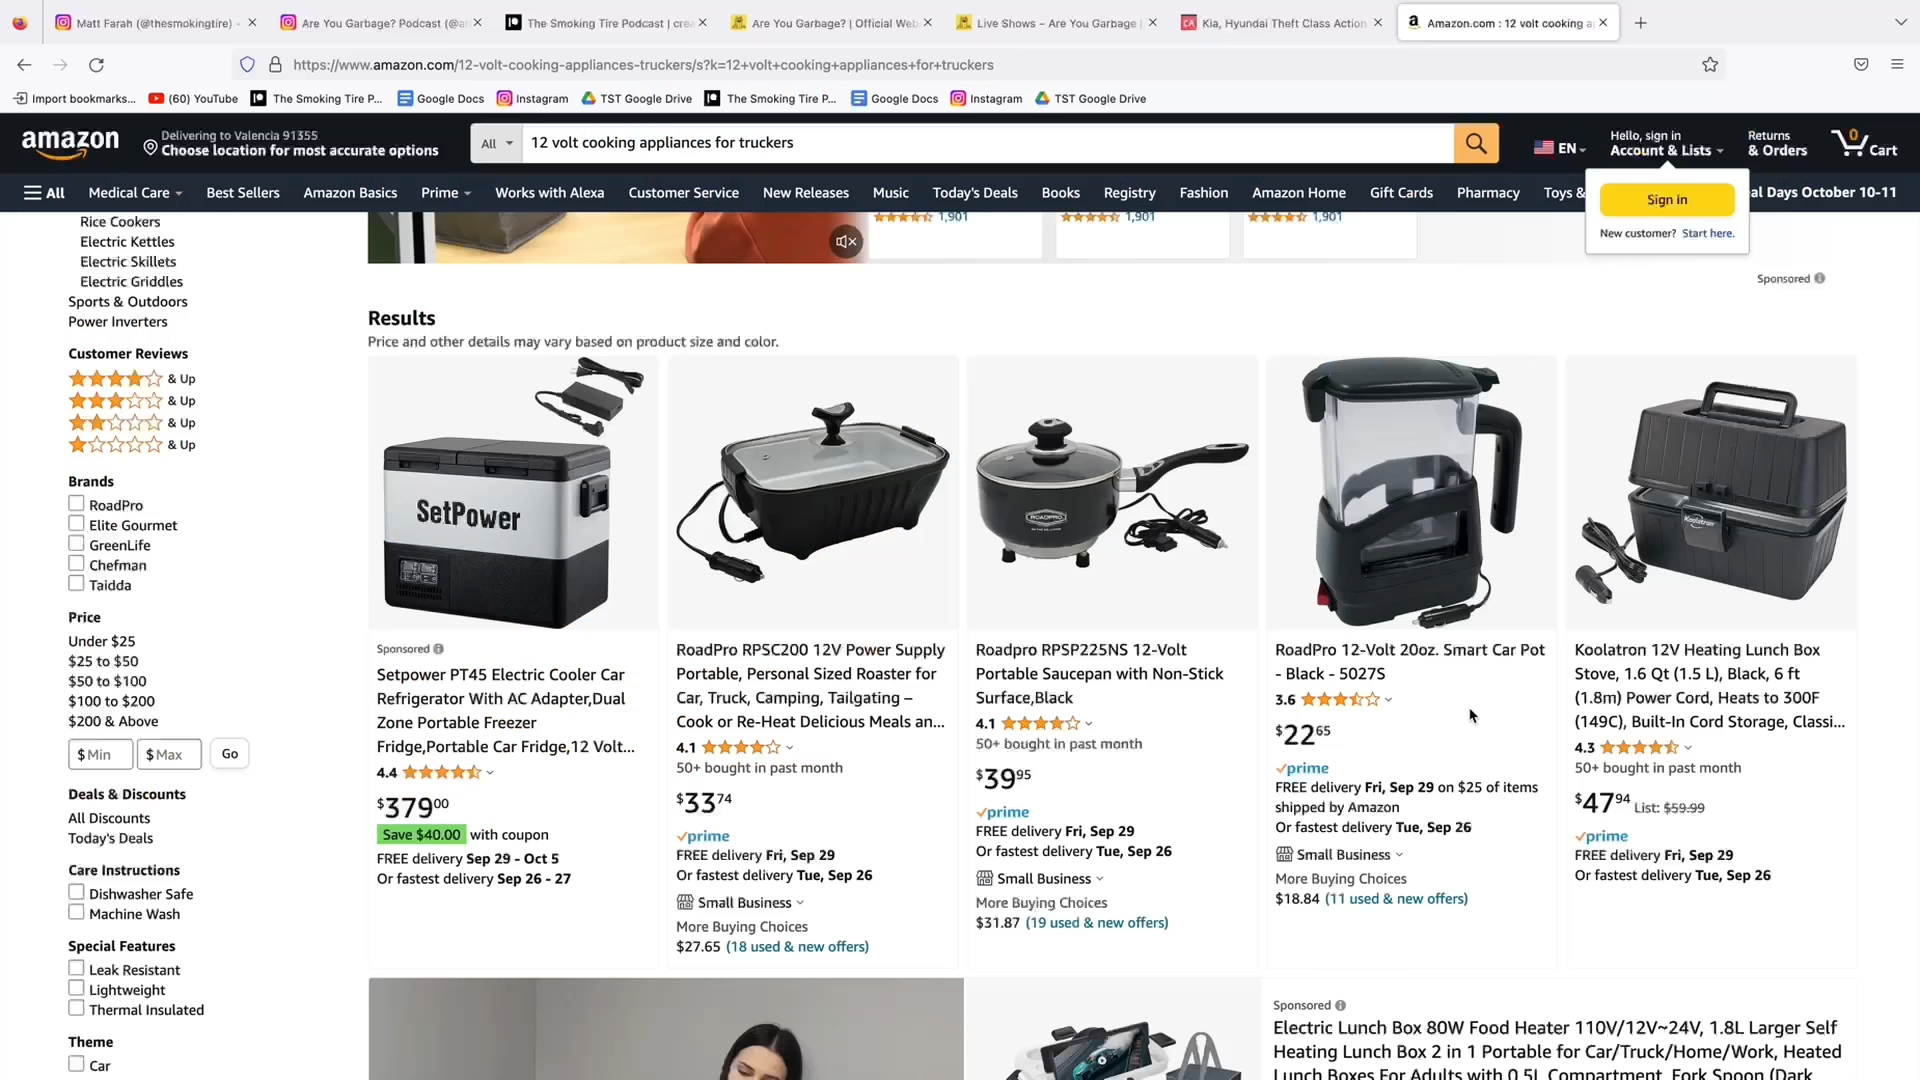 Matt Farah (@thesmokingtire) •
Are You Garbage? Podcast (@ar
The Smoking Tire Podcast | crea
Are You Garbage? | Official Web
Live Shows – Are You Garbage
Kia, Hyundai Theft Class Action
Amazon.com : 12 volt cooking a
https://www.amazon.com/12-volt-cooking-appliances-truckers/s?k=12+volt+cooking+appliances+for+truckers
Import bookmarks...
(60) YouTube
The Smoking Tire P...
Google Docs
Instagram
TST Google Drive
The Smoking Tire P...
Google Docs
Instagram
TST Google Drive
amazon
Delivering to Valencia 91355
Choose location for most accurate options
All
12 volt cooking appliances for truckers
EN
Hello, sign in
Account & Lists
Returns
& Orders
0
Cart
All
Medical Care
Best Sellers
Amazon Basics
Prime
Works with Alexa
Customer Service
New Releases
Music
Today's Deals
Books
Registry
Fashion
Amazon Home
Gift Cards
Pharmacy
Toys &
al Days October 10-11
Sign in
New customer? Start here.
Rice Cookers
Electric Kettles
Electric Skillets
Electric Griddles
Sports & Outdoors
Power Inverters
Customer Reviews
& Up
& Up
& Up
& Up
Brands
RoadPro
Elite Gourmet
GreenLife
Chefman
Taidda
Price
Under $25
$25 to $50
$50 to $100
$100 to $200
$200 & Above
$ Min
$ Max
Go
Deals & Discounts
All Discounts
Today's Deals
Care Instructions
Dishwasher Safe
Machine Wash
Special Features
Leak Resistant
Lightweight
Thermal Insulated
Theme
Car
1,901
1,901
1,901
Sponsored
Results
Price and other details may vary based on product size and color.
SetPower
Sponsored
Setpower PT45 Electric Cooler Car
Refrigerator With AC Adapter,Dual
Zone Portable Freezer
Fridge,Portable Car Fridge,12 Volt...
4.4
$37900
Save $40.00 with coupon
FREE delivery Sep 29 - Oct 5
Or fastest delivery Sep 26 - 27
RoadPro RPSC200 12V Power Supply
Portable, Personal Sized Roaster for
Car, Truck, Camping, Tailgating –
Cook or Re-Heat Delicious Meals an...
4.1
50+ bought in past month
$3374
prime
FREE delivery Fri, Sep 29
Or fastest delivery Tue, Sep 26
Small Business
More Buying Choices
$27.65 (18 used & new offers)
ROADPRO
Roadpro RPSP225NS 12-Volt
Portable Saucepan with Non-Stick
Surface,Black
4.1
50+ bought in past month
$3995
prime
FREE delivery Fri, Sep 29
Or fastest delivery Tue, Sep 26
Small Business
More Buying Choices
$31.87 (19 used & new offers)
RoadPro 12-Volt 20oz. Smart Car Pot
- Black - 5027S
3.6
$2265
prime
FREE delivery Fri, Sep 29 on $25 of items
shipped by Amazon
Or fastest delivery Tue, Sep 26
Small Business
More Buying Choices
$18.84 (11 used & new offers)
Koolatron
Koolatron 12V Heating Lunch Box
Stove, 1.6 Qt (1.5 L), Black, 6 ft
(1.8m) Power Cord, Heats to 300F
(149C), Built-In Cord Storage, Classi...
4.3
50+ bought in past month
$4794 List: $59.99
prime
FREE delivery Fri, Sep 29
Or fastest delivery Tue, Sep 26
Sponsored
Electric Lunch Box 80W Food Heater 110V/12V~24V, 1.8L Larger Self
Heating Lunch Box 2 in 1 Portable for Car/Truck/Home/Work, Heated
Lunch Boxes For Adults with 0.5L Compartment, Fork Spoon (Dark